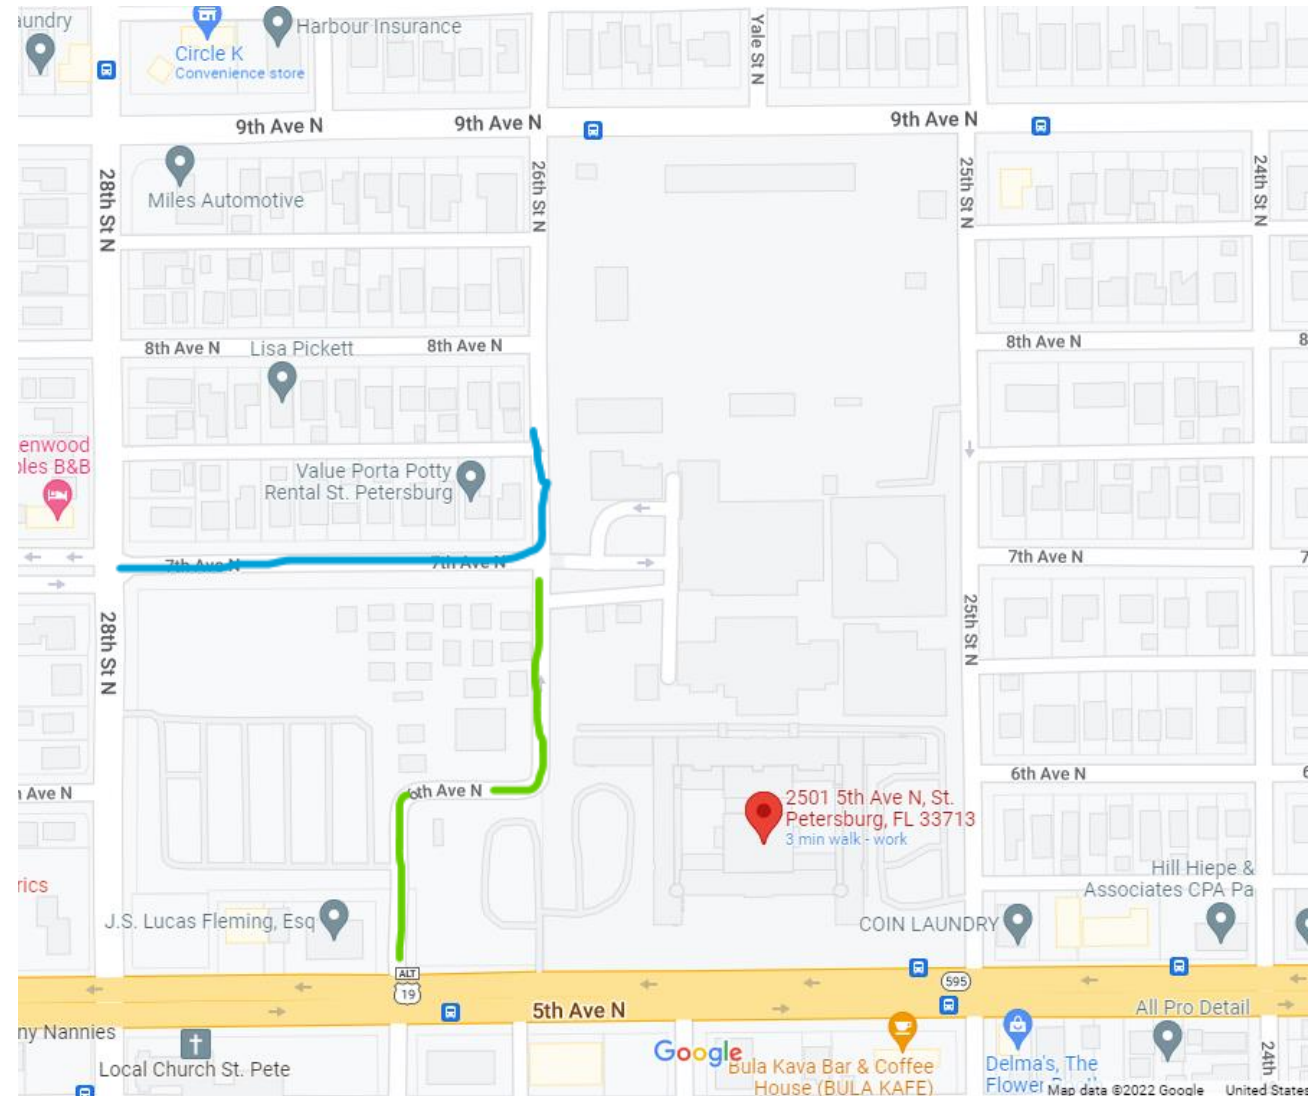 aundry
Harbour Insurance
Circle K
Convenience store
Yale St N
9th Ave N
9th Ave N
9th Ave N
28th St N
Miles Automotive
26th St N
25th St N
24th St N
8th Ave N
Lisa Pickett
8th Ave N
8th Ave N
8
enwood
oles B&B
Value Porta Potty
Rental St. Petersburg
7th Ave N
7th Ave N
7th Ave N
7
28th St N
25th St N
6th Ave N
n Ave N
6th Ave N
6
2501 5th Ave N, St.
Petersburg, FL 33713
3 min walk - work
Hill Hiepe &
Associates CPA Pa
rics
J.S. Lucas Fleming, Esq
COIN LAUNDRY
ALT
19
595
5th Ave N
All Pro Detail
ny Nannies
Local Church St. Pete
Google
Bula Kava Bar & Coffee
House (BULA KAFE)
Delma's, The
Flower
24th
Map data ©2022 Google
United States